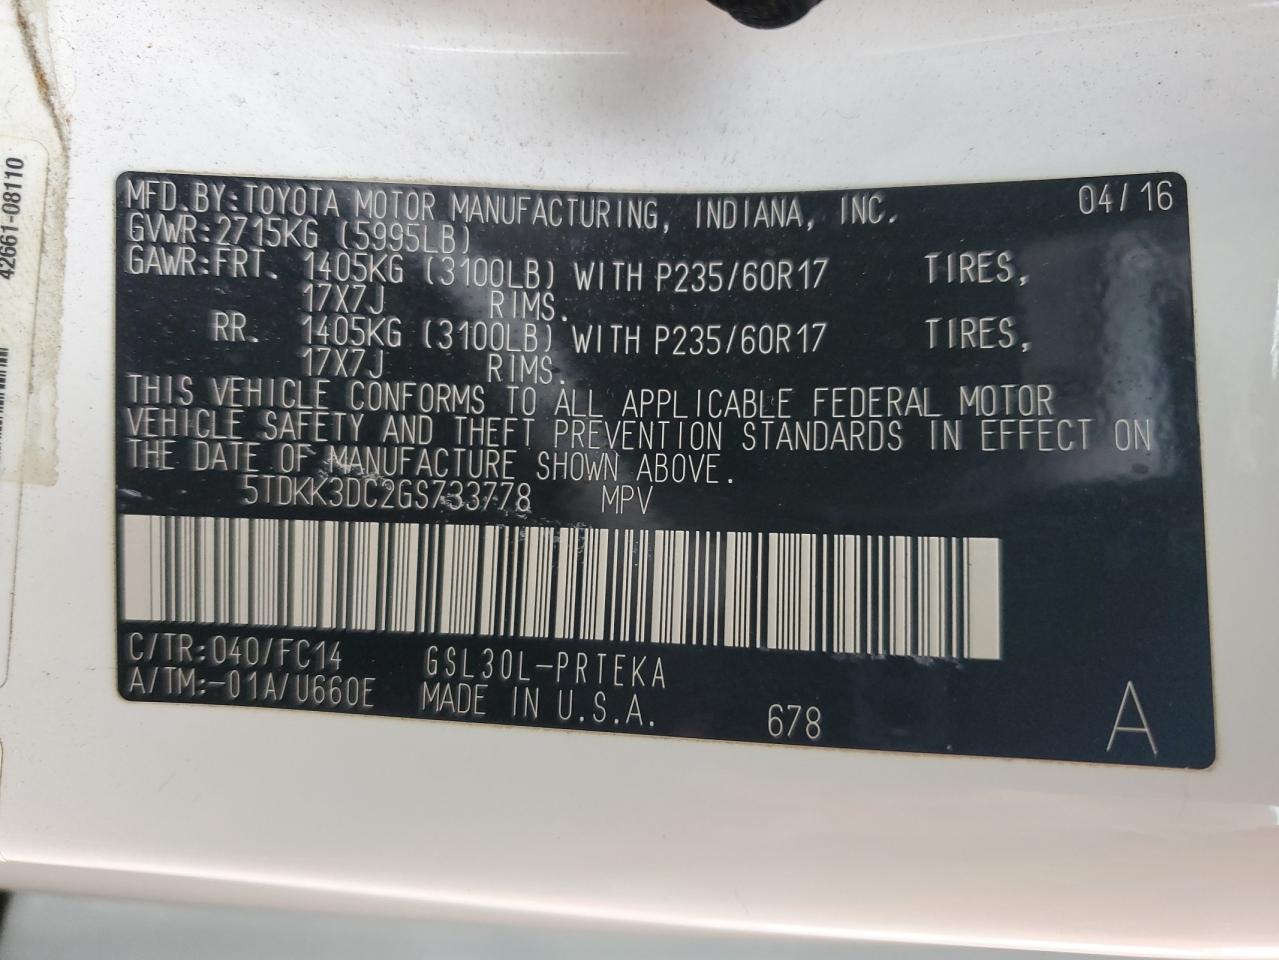 42661-08110
MFD.BY:TOYOTA MOTOR MANUFACTURING, INDIANA, INC. 04/16
GVWR:2715KG (5995LB)
GAWR:FRT. 1405KG (3100LB) WITH P235/60R17 TIRES,
17X7J RIMS.
RR. 1405KG (3100LB) WITH P235/60R17 TIRES,
17X7J RIMS.
THIS VEHICLE CONFORMS TO ALL APPLICABLE FEDERAL MOTOR
VEHICLE SAFETY AND THEFT PREVENTION STANDARDS IN EFFECT ON
THE DATE OF MANUFACTURE SHOWN ABOVE.
5TDKK3DC2GS733778 MPV
C/TR:040/FC14 GSL30L-PRTEKA
A/TM:-01A/U660E MADE IN U.S.A. 678 A